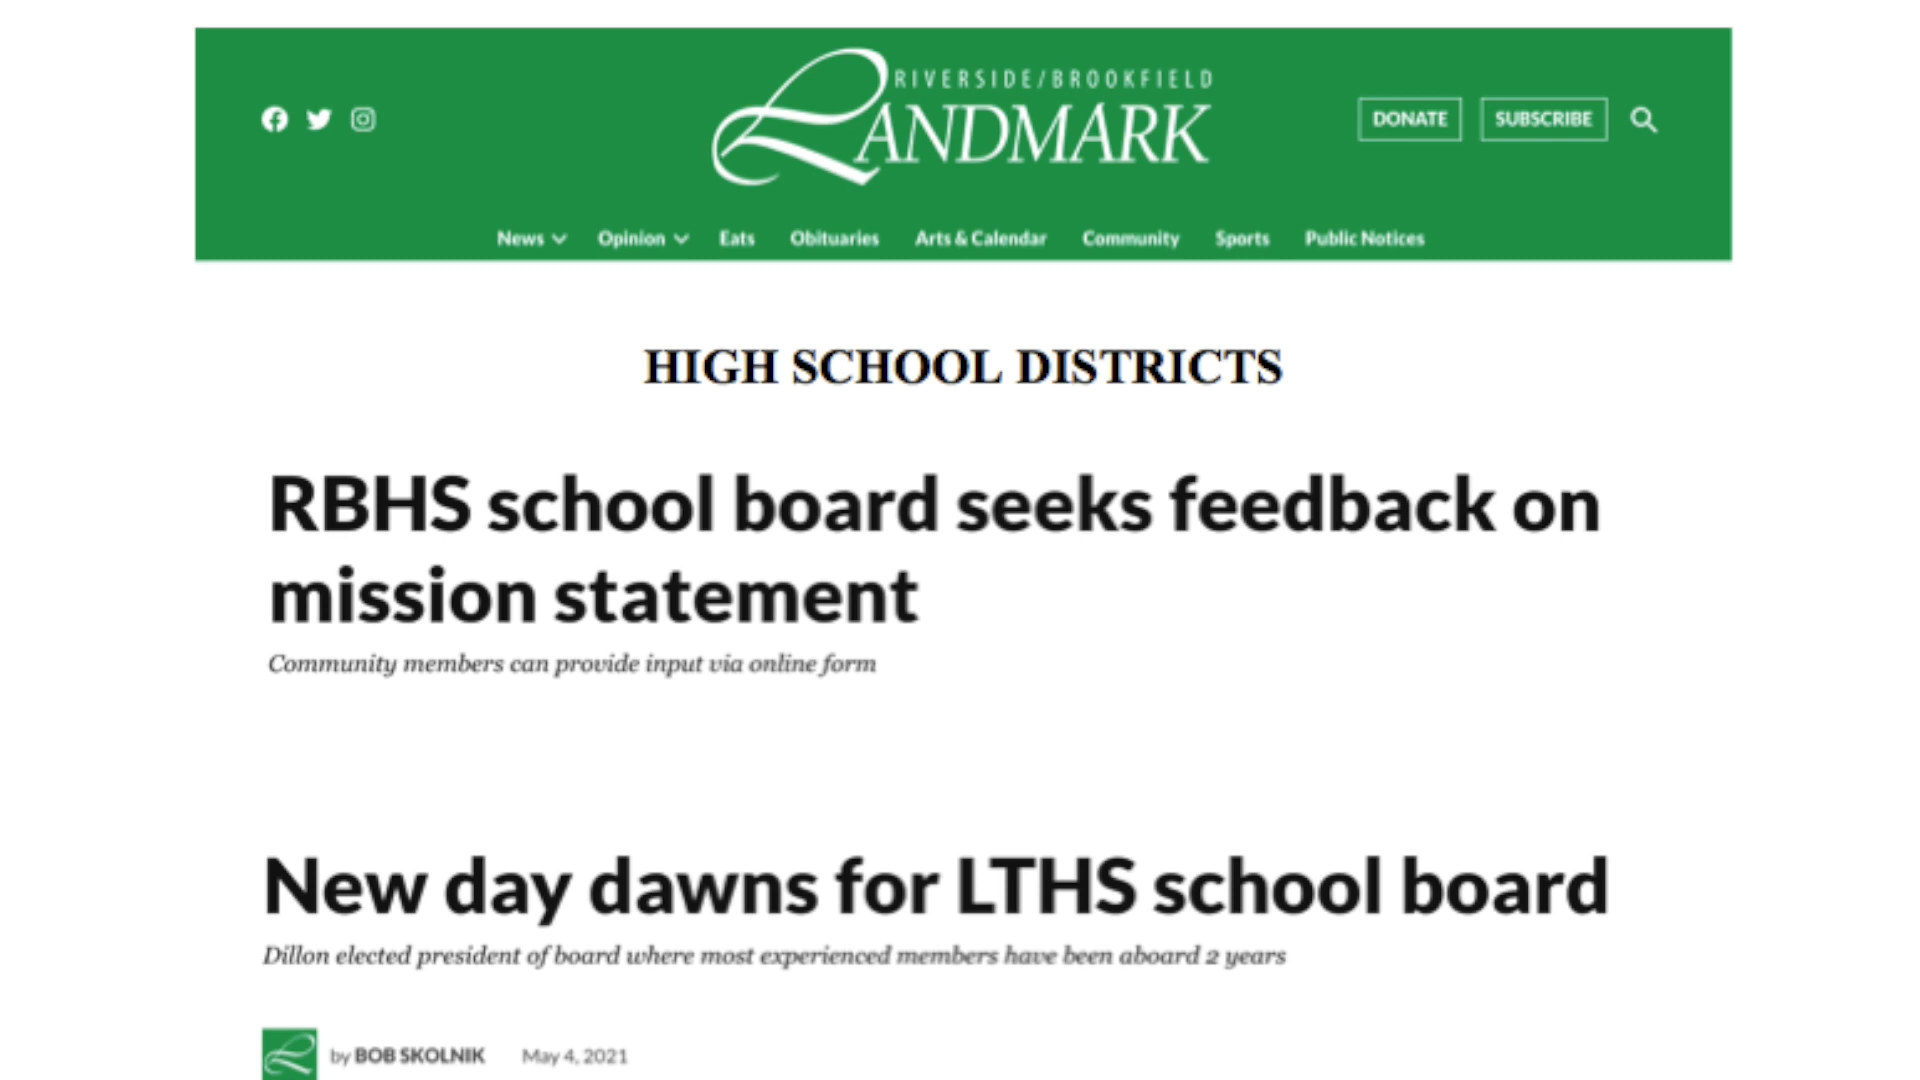 RIVERSIDE/BROOKFIELD
LANDMARK
DONATE
SUBSCRIBE
News
Opinion
Eats
Obituaries
Arts & Calendar
Community
Sports
Public Notices
HIGH SCHOOL DISTRICTS
RBHS school board seeks feedback on
mission statement
Community members can provide input via online form
New day dawns for LTHS school board
Dillon elected president of board where most experienced members have been aboard 2 years
by BOB SKOLNIK May 4, 2021